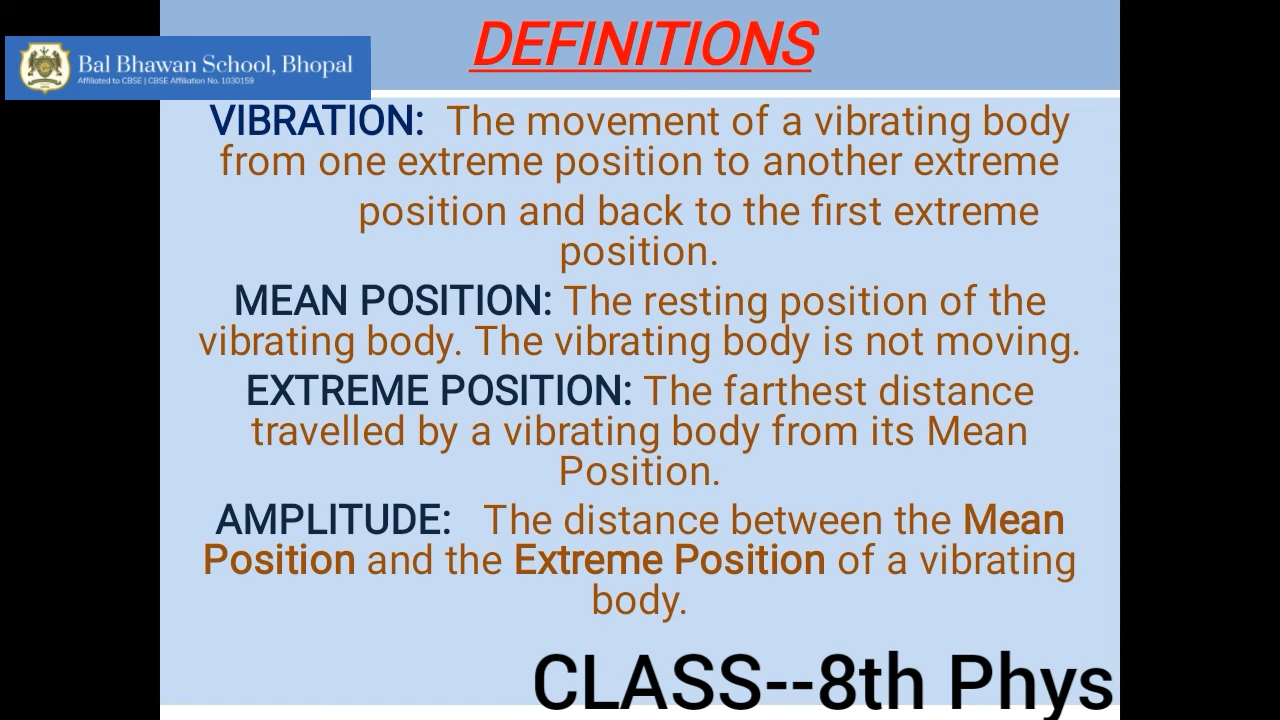 DEFINITIONS
Bal Bhawan School, Bhopal
Affiliated to CBSE | CBSE Affiliation No. 1030159
VIBRATION: The movement of a vibrating body
from one extreme position to another extreme
position and back to the first extreme
position.
MEAN POSITION: The resting position of the
vibrating body. The vibrating body is not moving.
EXTREME POSITION: The farthest distance
travelled by a vibrating body from its Mean
Position.
AMPLITUDE: The distance between the Mean
Position and the Extreme Position of a vibrating
body.
CLASS--8th Phys